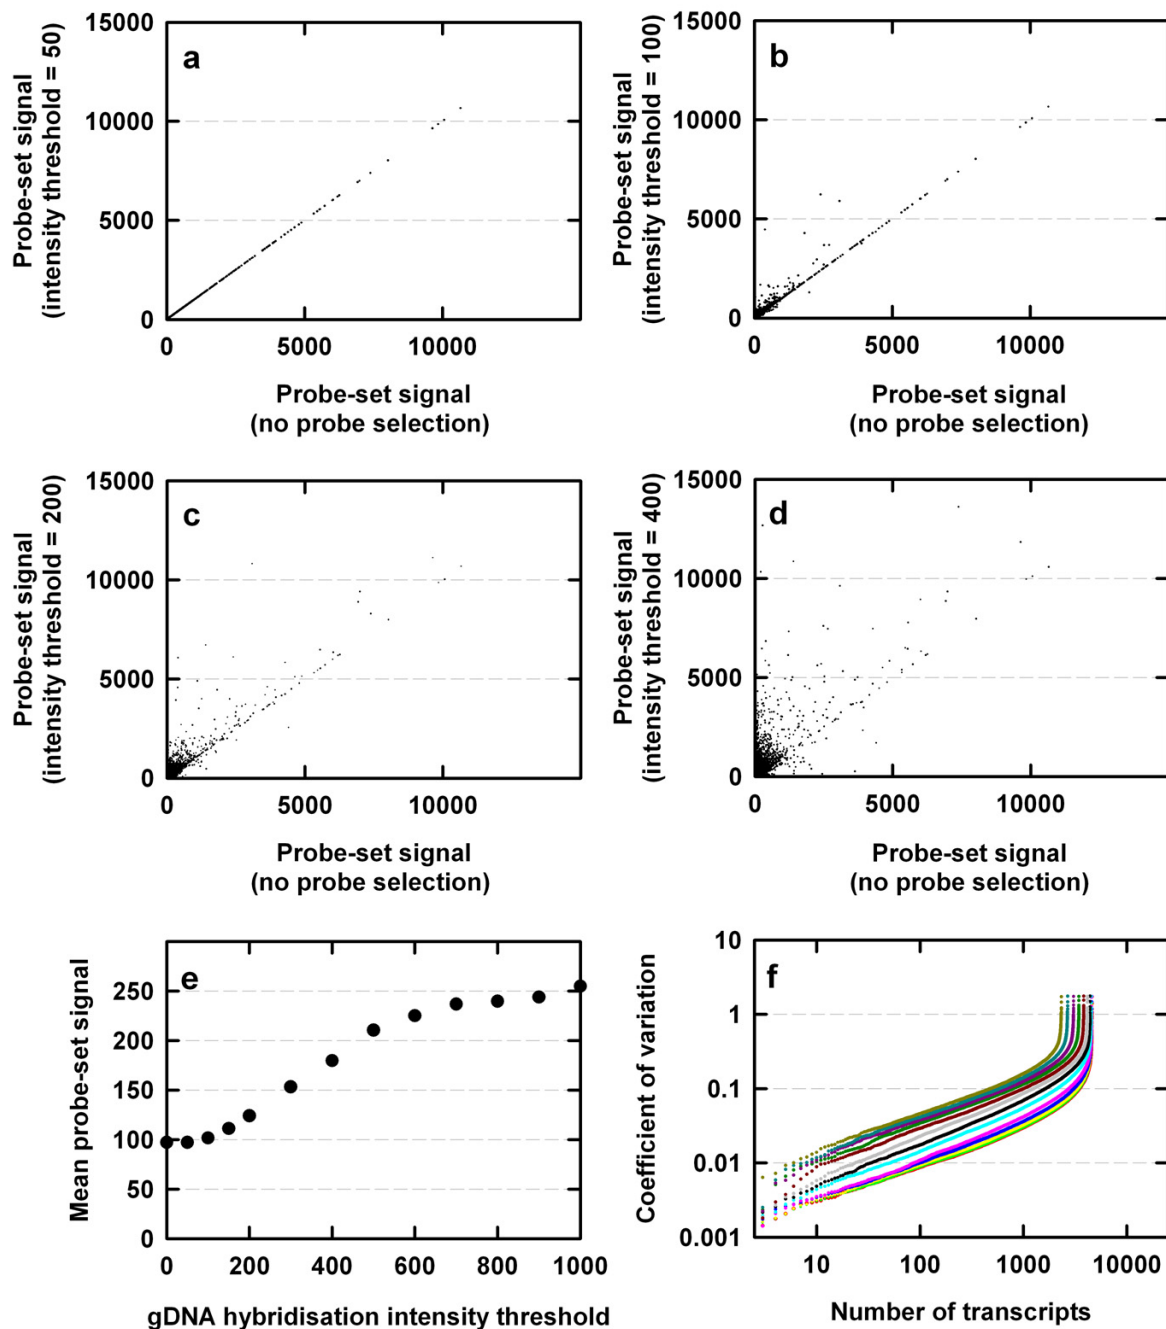 a
15000
10000
5000
0
0 5000 10000
Probe-set signal
(intensity threshold = 50)
Probe-set signal
(no probe selection)
b
15000
10000
5000
0
0 5000 10000
Probe-set signal
(intensity threshold = 100)
Probe-set signal
(no probe selection)
c
15000
10000
5000
0
0 5000 10000
Probe-set signal
(intensity threshold = 200)
Probe-set signal
(no probe selection)
d
15000
10000
5000
0
0 5000 10000
Probe-set signal
(intensity threshold = 400)
Probe-set signal
(no probe selection)
e
250
200
150
100
50
0
0 200 400 600 800 1000
Mean probe-set signal
gDNA hybridisation intensity threshold
f
10
1
0.1
0.01
0.001
10 100 1000 10000
Coefficient of variation
Number of transcripts